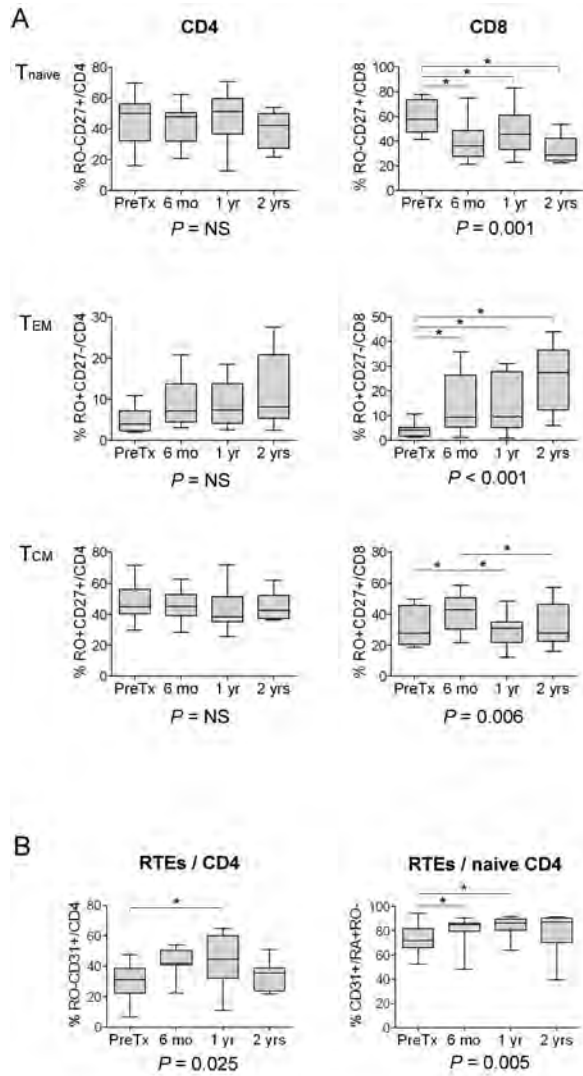 A
CD4
CD8
Tnaive
% RO-CD27+/CD4
80
60
40
20
0
PreTx 6 mo 1 yr 2 yrs
P = NS
% RO-CD27+/CD8
100
80
60
40
20
0
* * *
PreTx 6 mo 1 yr 2 yrs
P = 0.001
TEM
% RO+CD27-/CD4
30
20
10
0
PreTx 6 mo 1 yr 2 yrs
P = NS
% RO+CD27-/CD8
50
40
30
20
10
0
* * *
PreTx 6 mo 1 yr 2 yrs
P < 0.001
TCM
% RO+CD27+/CD4
80
60
40
20
0
PreTx 6 mo 1 yr 2 yrs
P = NS
% RO+CD27+/CD8
80
60
40
20
0
* * *
PreTx 6 mo 1 yr 2 yrs
P = 0.006
B
RTEs / CD4
RTEs / naive CD4
% RO-CD31+/CD4
80
60
40
20
0
*
PreTx 6 mo 1 yr 2 yrs
P = 0.025
% CD31+/RA+RO-
100
80
60
40
20
0
* *
PreTx 6 mo 1 yr 2 yrs
P = 0.005